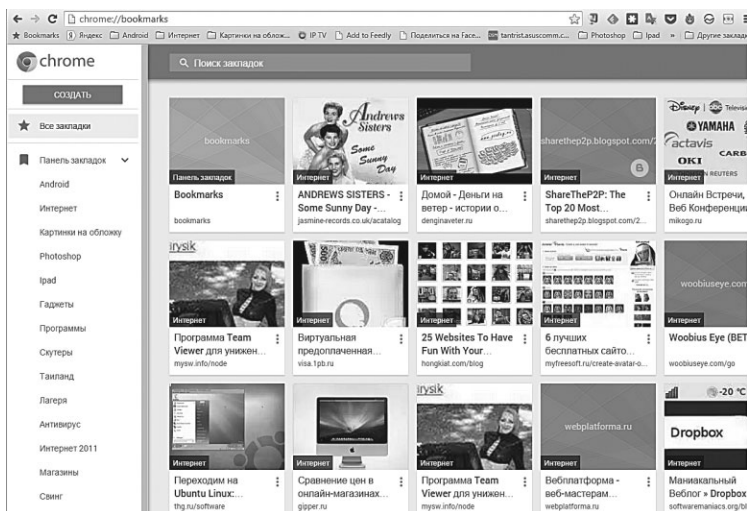 chrome://bookmarks
Bookmarks Яндекс Android Интернет Картинки на облож... IP TV Add to Feedly Поделиться на Face... tantrist.asuscomm.c... Photoshop Ipad » Другие заклад
chrome
Поиск закладок
СОЗДАТЬ
Все закладки
Панель закладок
Android
Интернет
Картинки на обложку
Photoshop
Ipad
Гаджеты
Программы
Скутеры
Таиланд
Лагеря
Антивирус
Интернет 2011
Магазины
Свинг
bookmarks
Панель закладок
Bookmarks
bookmarks
Andrews
Sisters
Some
Sunny
Day
Интернет
ANDREWS SISTERS -
Some Sunny Day -...
jasmine-records.co.uk/acatalog
Интернет
Домой - Деньги на
ветер - истории о...
denginaveter.ru
sharethep2p.blogspot.com/2
Интернет
ShareTheP2P: The
Top 20 Most...
sharethep2p.blogspot.com/2...
Disney Televisi
YAMAHA
actavis
CARB
OKI
REUTERS
Интернет
Онлайн Встречи,
Веб Конференци
mikogo.ru
irysik
Интернет
Программа Team
Viewer для унижен...
mysw.info/node
Интернет
Виртуальная
предоплаченная...
visa.1pb.ru
Интернет
25 Websites To Have
Fun With Your...
hongkiat.com/blog
Интернет
6 лучших
бесплатных сайто...
myfreesoft.ru/create-avatar-o...
woobiuseye.com
Интернет
Woobius Eye (BET
woobiuseye.com/go
Интернет
Переходим на
Ubuntu Linux:...
thg.ru/software
Интернет
Сравнение цен в
онлайн-магазинах...
gipper.ru
irysik
Интернет
Программа Team
Viewer для унижен...
mysw.info/node
webplatforma.ru
Интернет
Вебплатформа -
веб-мастерам...
webplatforma.ru
-20 °C
Dropbox
Интернет
Маниакальный
Веблог » Dropbox
softwaremaniacs.org/bl